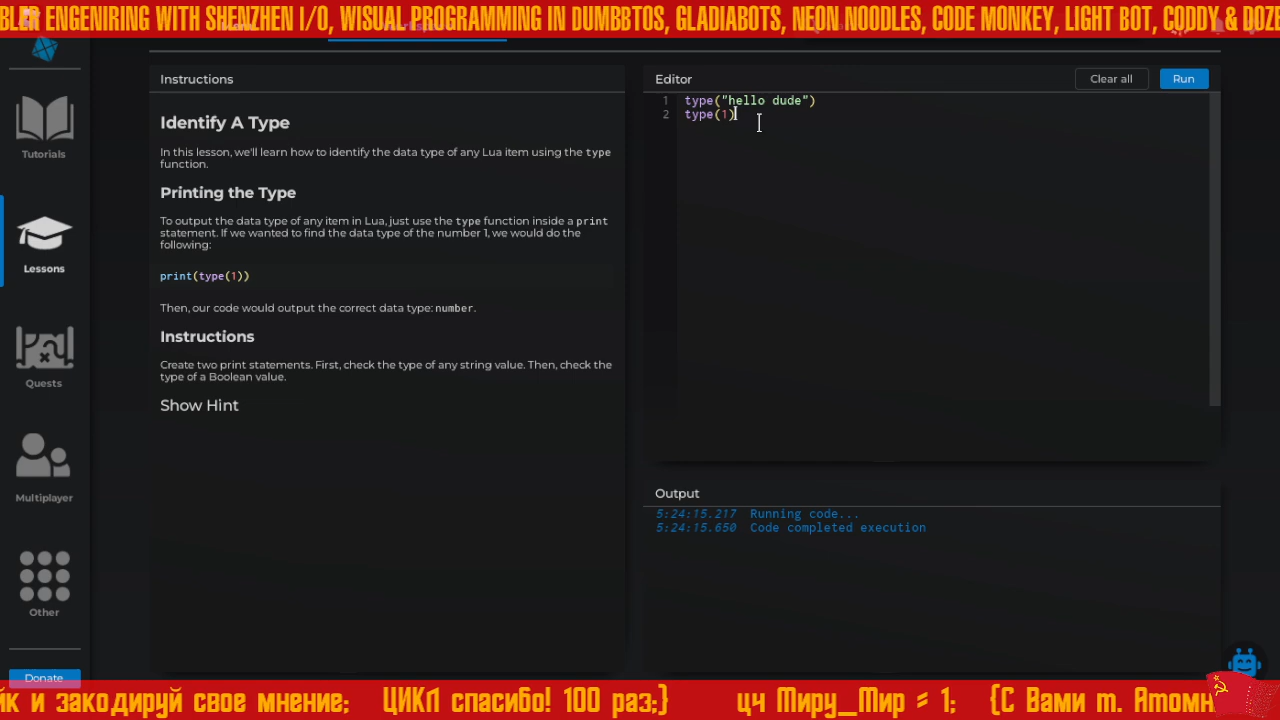 BLER ENGENIRING WITH SHENZHEN I/O, WISUAL PROGRAMMING IN DUMBBTOS, GLADIABOTS, NEON NOODLES, CODE MONKEY, LIGHT BOT, CODDY & DOZE
Tutorials
Lessons
Quests
Multiplayer
Other
Donate
Instructions
Identify A Type
In this lesson, we'll learn how to identify the data type of any Lua item using the type
function.
Printing the Type
To output the data type of any item in Lua, just use the type function inside a print
statement. If we wanted to find the data type of the number 1, we would do the
following:
print(type(1))
Then, our code would output the correct data type: number.
Instructions
Create two print statements. First, check the type of any string value. Then, check the
type of a Boolean value.
Show Hint
Editor
Clear all
Run
1 type("hello dude")
2 type(1)
Output
5:24:15.217 Running code...
5:24:15.650 Code completed execution
йк и закодируй свое мнение; ЦИКЛ спасибо! 100 раз;} цч Миру_Мир = 1; {С Вами т. Атомн